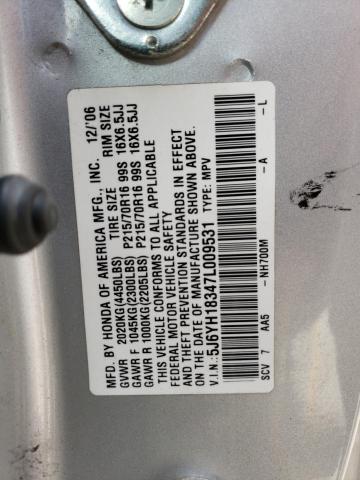 MFD. BY HONDA OF AMERICA MFG., INC. 12/'06
GVWR 2020KG(4450LBS) TIRE SIZE RIM SIZE
GAWR F 1045KG(2300LBS) P215/70R16 99S 16X6.5JJ
GAWR R 1000KG(2205LBS) P215/70R16 99S 16X6.5JJ
THIS VEHICLE CONFORMS TO ALL APPLICABLE
FEDERAL MOTOR VEHICLE SAFETY AND
THEFT PREVENTION STANDARDS IN EFFECT
ON THE DATE OF MANUFACTURE SHOWN ABOVE.
V.I.N:5J6YH18347L009531 TYPE: MPV
SCV 7 AA5 -NH700M -A -L